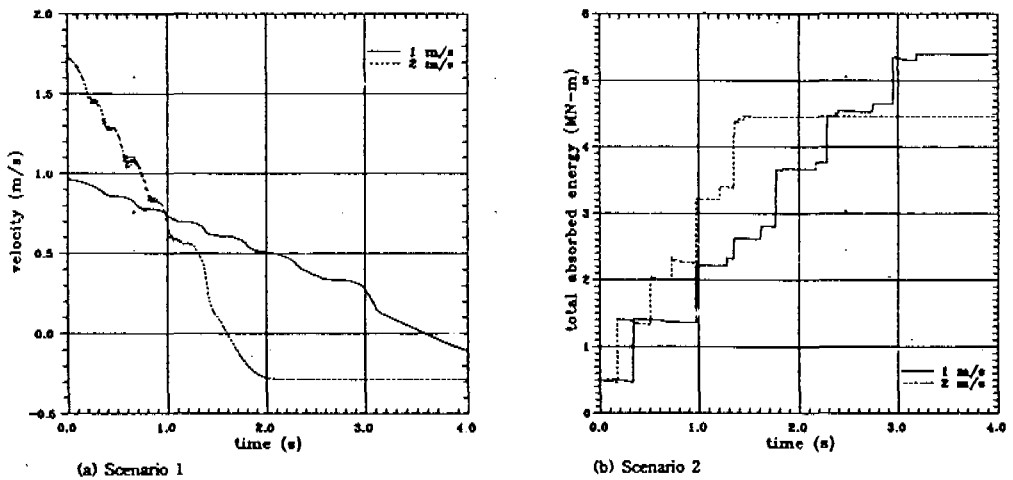 2.0
1.5
1.0
0.5
0.0
-0.5
velocity (m/s)
1 m/s
2 m/s
0.0 1.0 2.0 3.0 4.0
time (s)
(a) Scenario 1
6
5
4
3
2
1
0
total absorbed energy (MN-m)
1 m/s
2 m/s
0.0 1.0 2.0 3.0 4.0
time (s)
(b) Scenario 2